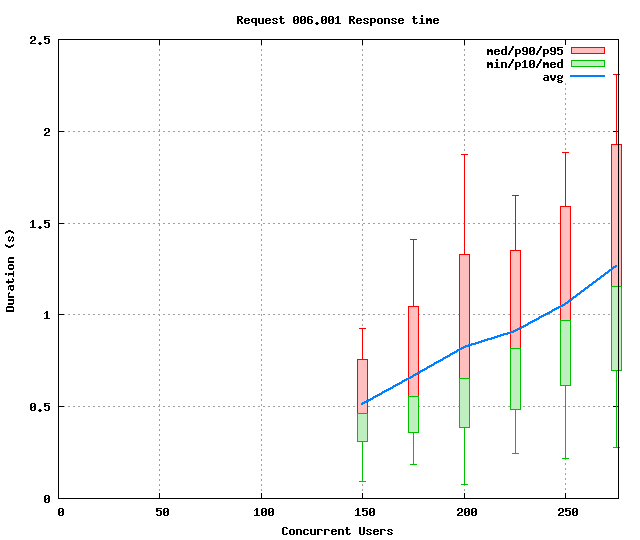 Request 006.001 Response time
med/p90/p95
min/p10/med
avg
2.5
2
1.5
1
0.5
0
Duration (s)
0 50 100 150 200 250
Concurrent Users